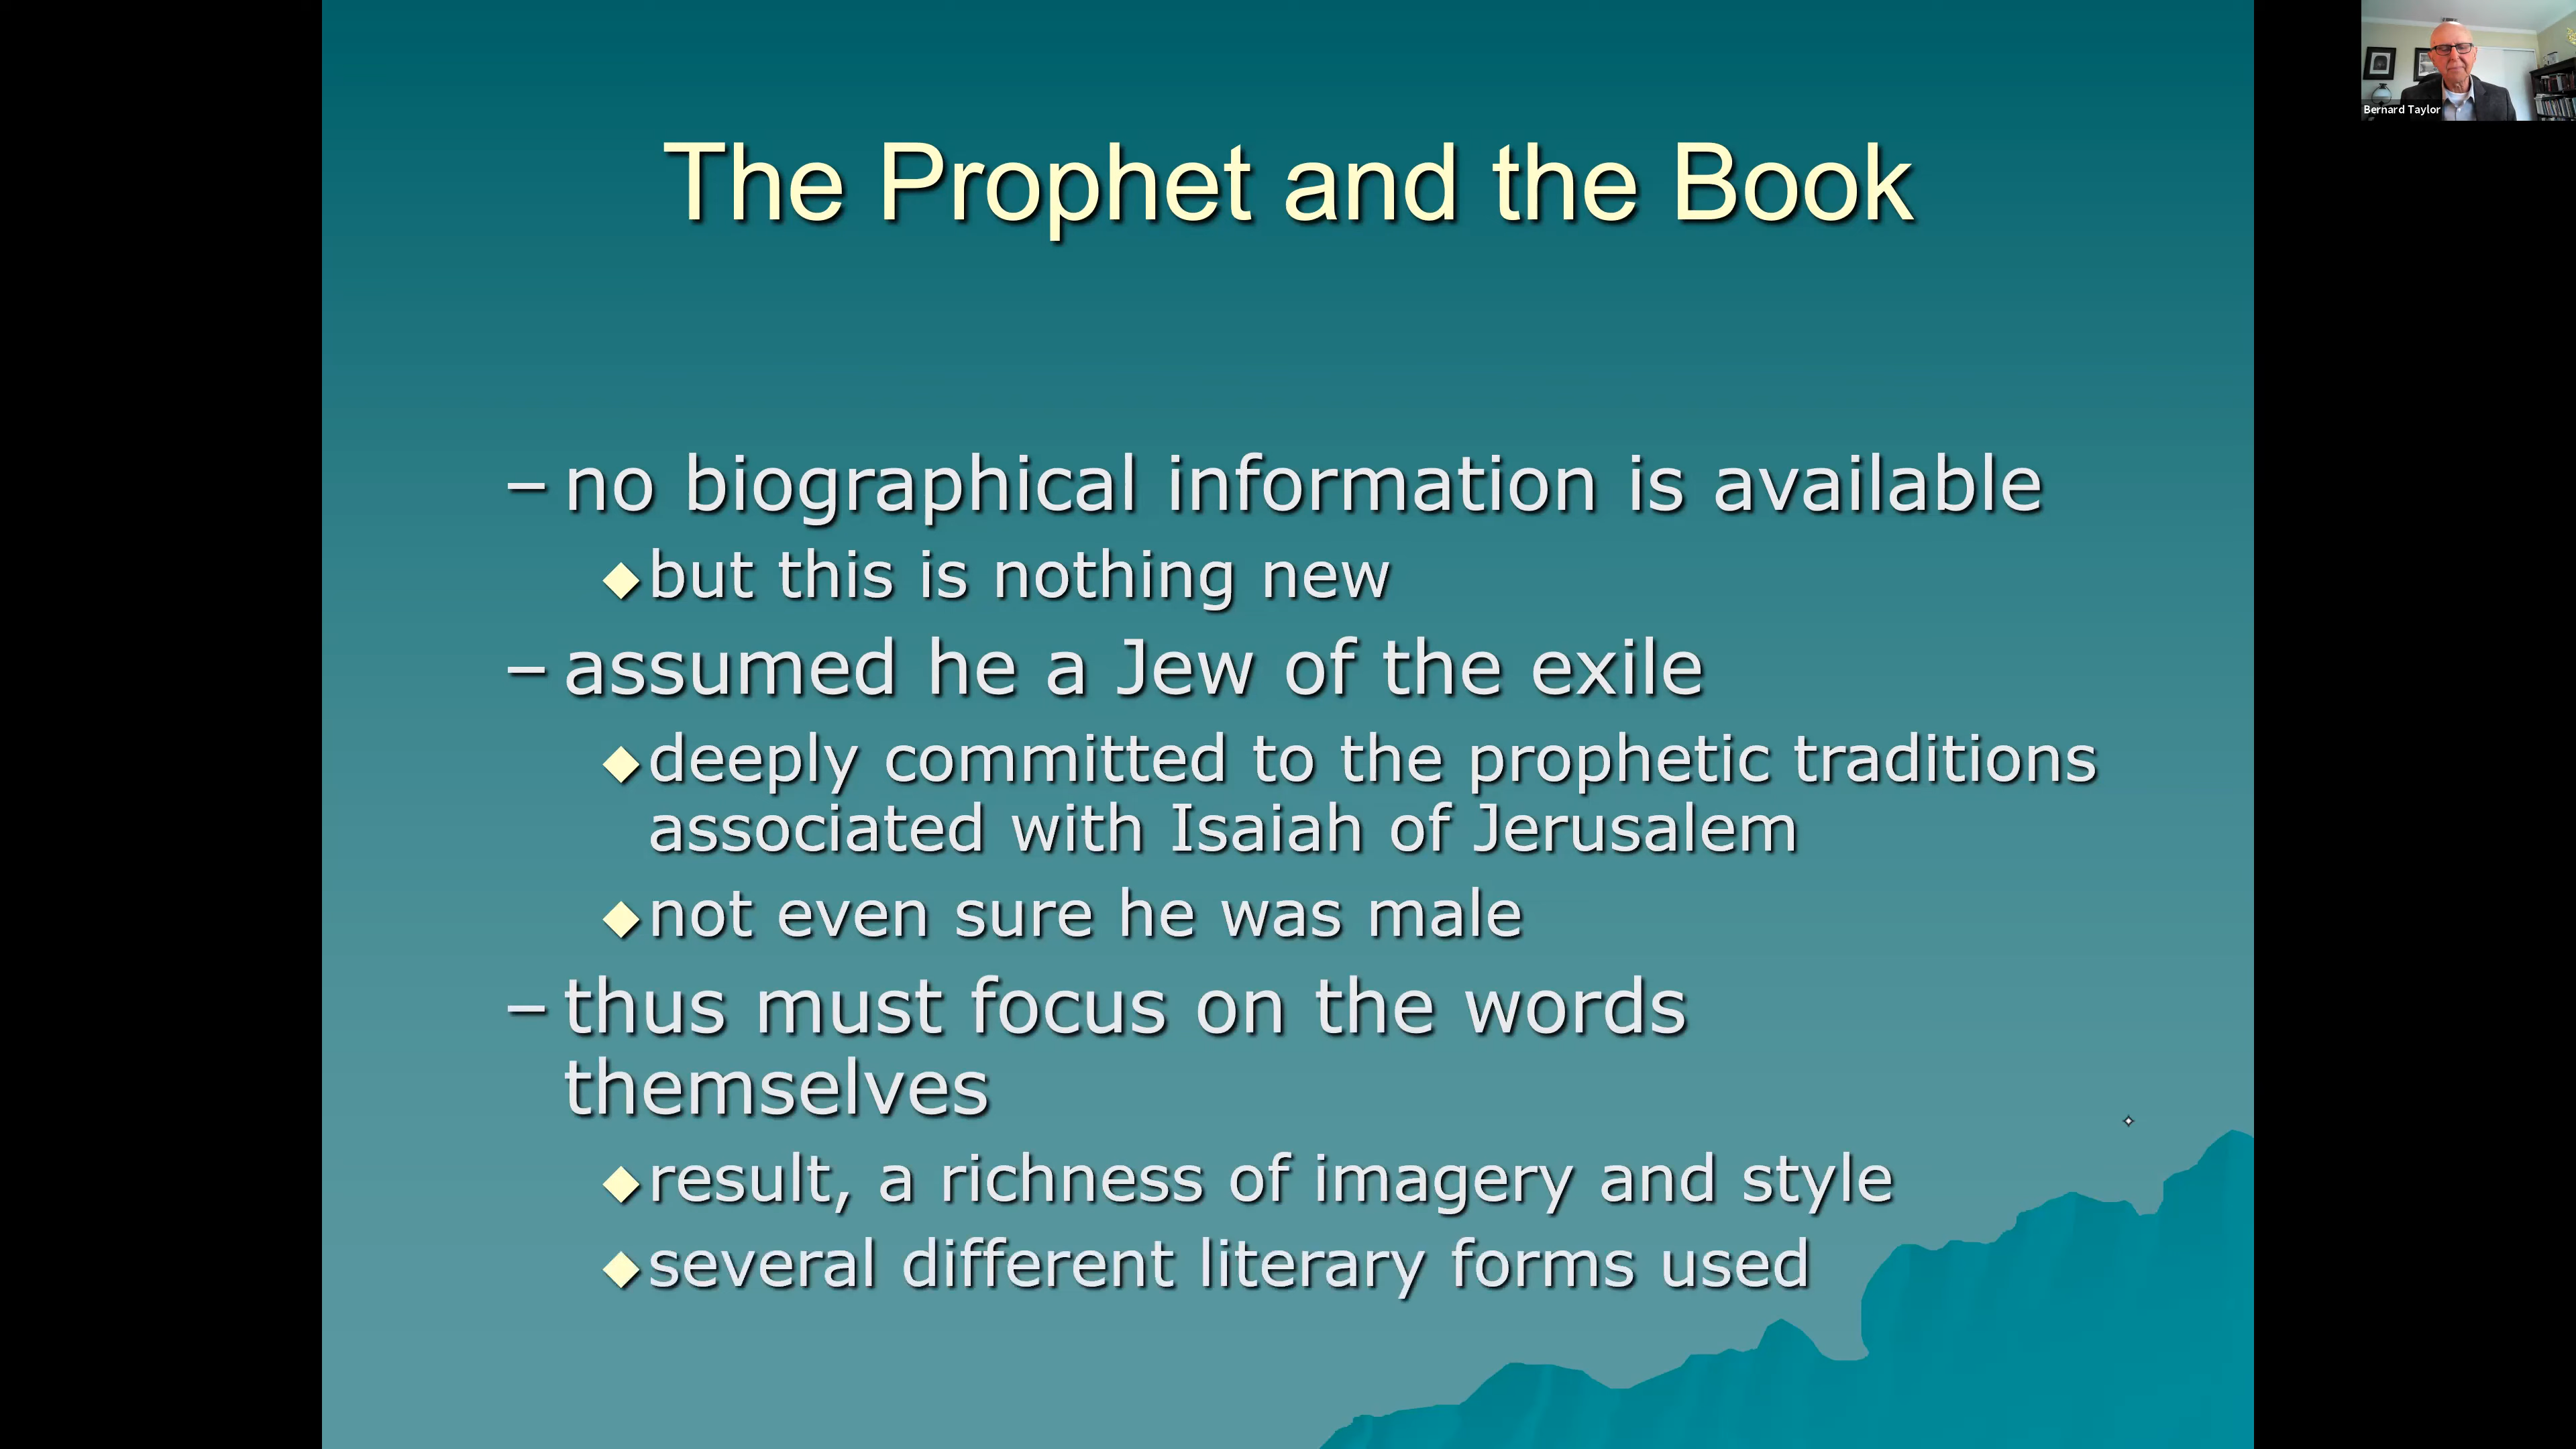 Bernard Taylor
The Prophet and the Book
– no biographical information is available
◆ but this is nothing new
– assumed he a Jew of the exile
◆ deeply committed to the prophetic traditions
associated with Isaiah of Jerusalem
◆ not even sure he was male
– thus must focus on the words
themselves
◆ result, a richness of imagery and style
◆ several different literary forms used